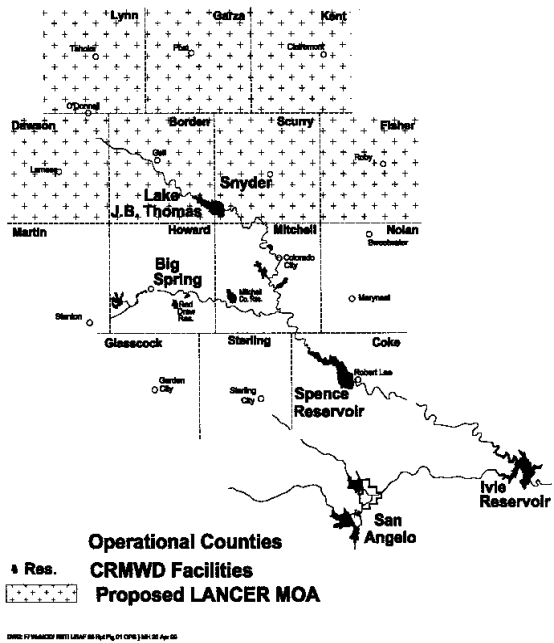 Lynn Garza Kent
Tahoka Post Clairemont
O'Donnell
Dawson Borden Scurry Fisher
Gail Roby
Lamesa Snyder
Lake
J.B. Thomas
Martin Howard Mitchell Nolan
Sweetwater
Colorado
City
Big
Spring
Mitchell
Co. Res.
Red
Draw
Res.
Maryneal
Stanton
Glasscock Sterling Coke
Robert Lee
Garden
City
Sterling
City
Spence
Reservoir
Ivie
Reservoir
San
Angelo
Operational Counties
Res. CRMWD Facilities
Proposed LANCER MOA